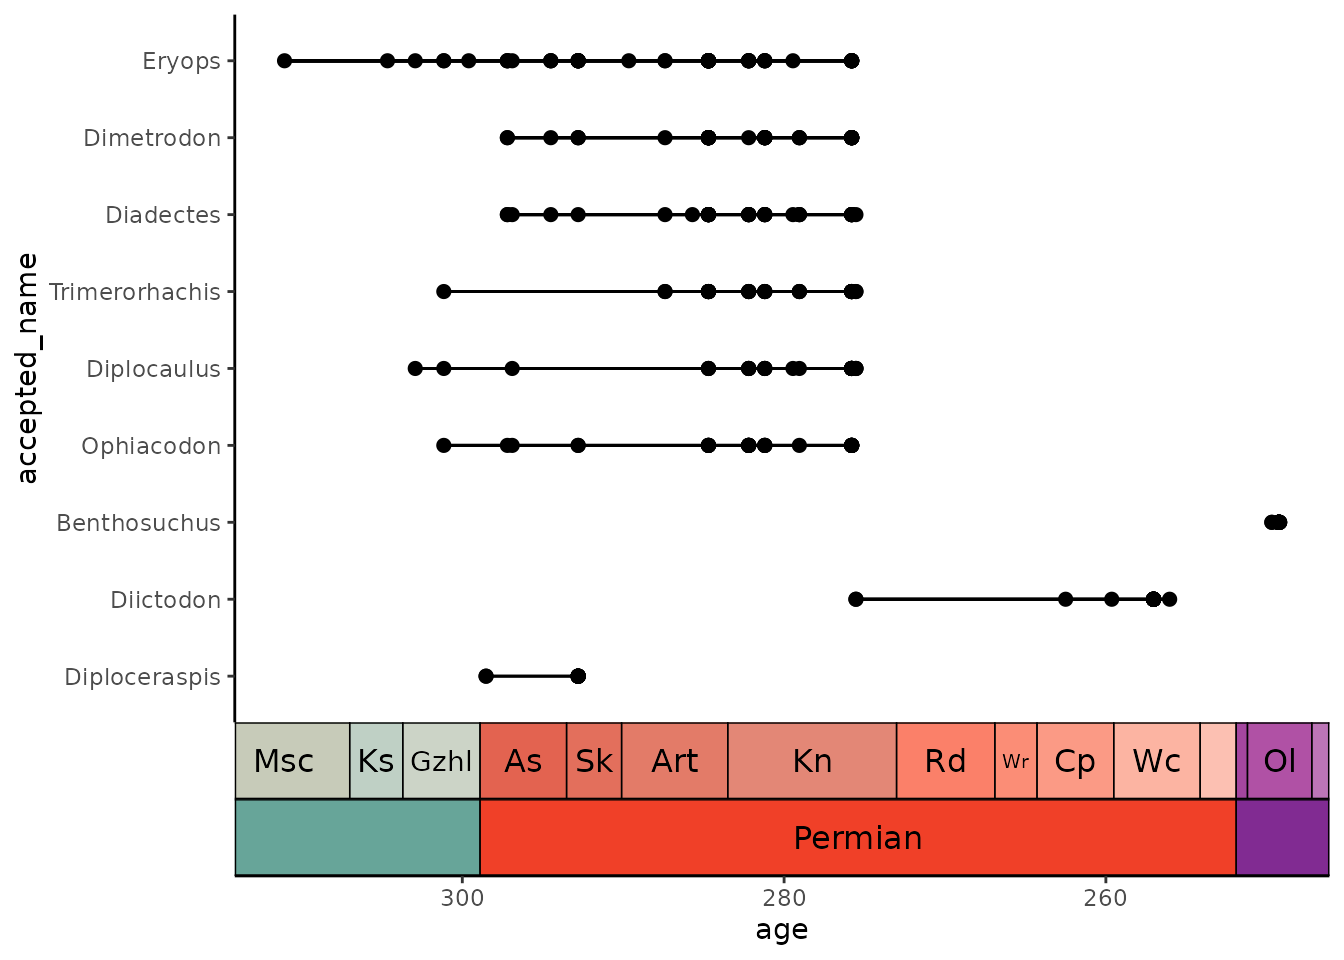 Eryops
Dimetrodon
Diadectes
accepted_name
Trimerorhachis
Diplocaulus
Ophiacodon
Benthosuchus
Diictodon
Diploceraspis
Msc Ks Gzhl As Sk Art Kn Rd Wr Cp Wc Ol
Permian
300 280 260
age